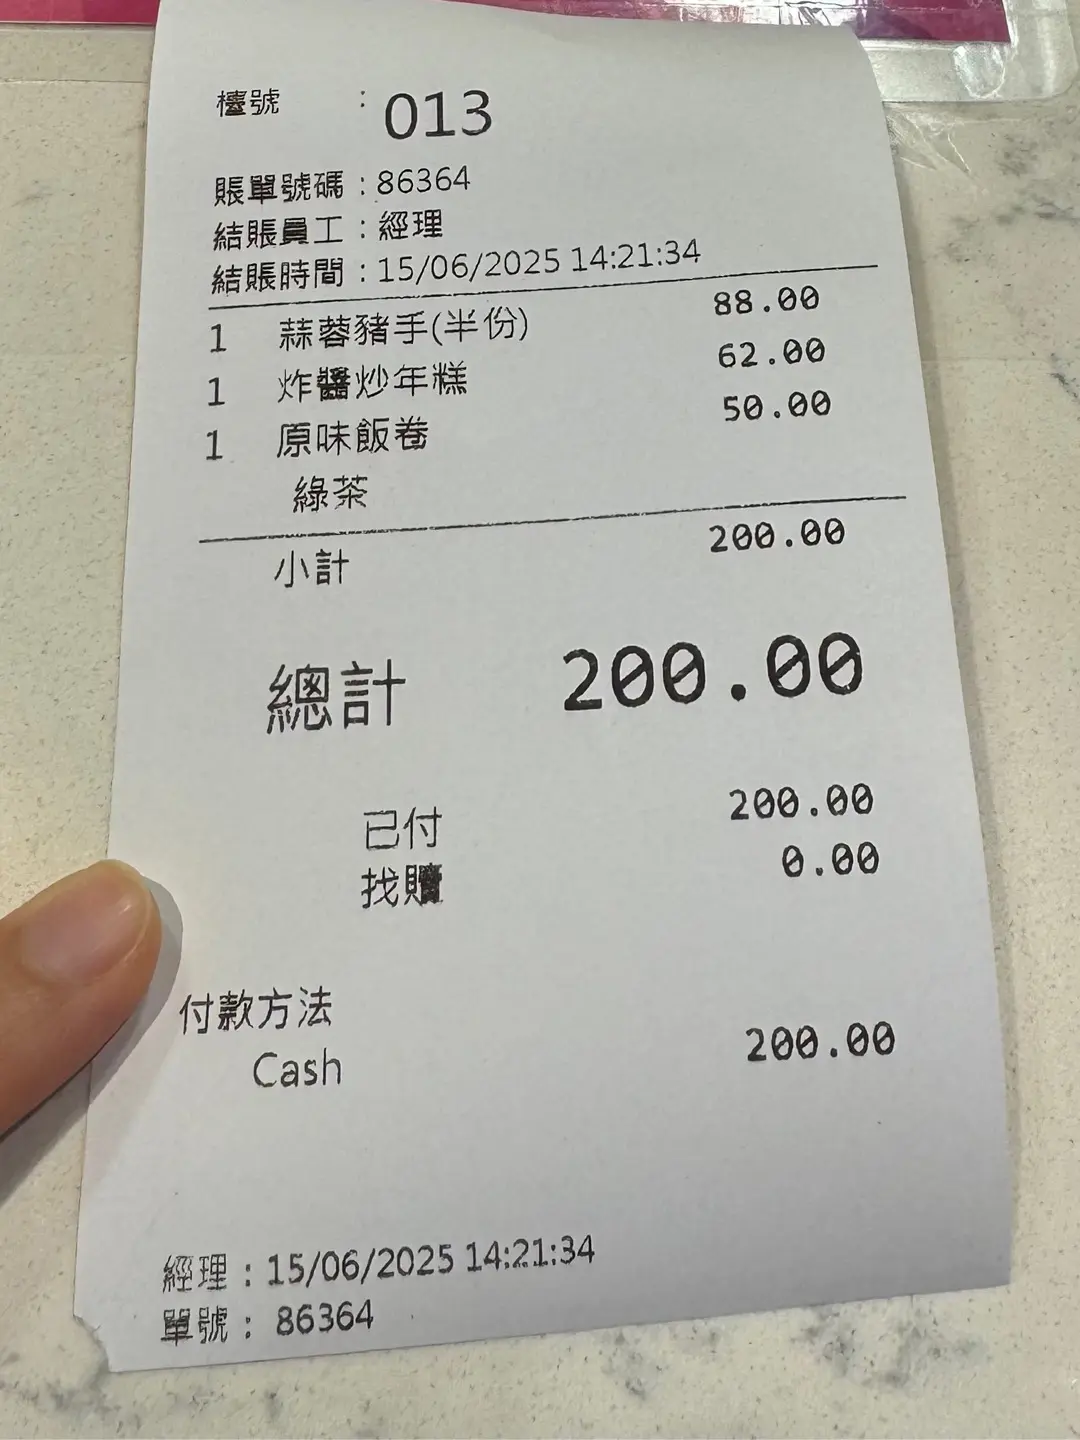 檯號 : 013
賬單號碼 : 86364
結賬員工 : 經理
結賬時間 : 15/06/2025 14:21:34
1 蒜蓉豬手(半份) 88.00
1 炸醬炒年糕 62.00
1 原味飯卷 50.00
綠茶
小計 200.00
總計 200.00
已付 200.00
找贖 0.00
付款方法
Cash 200.00
經理 : 15/06/2025 14:21:34
單號 : 86364